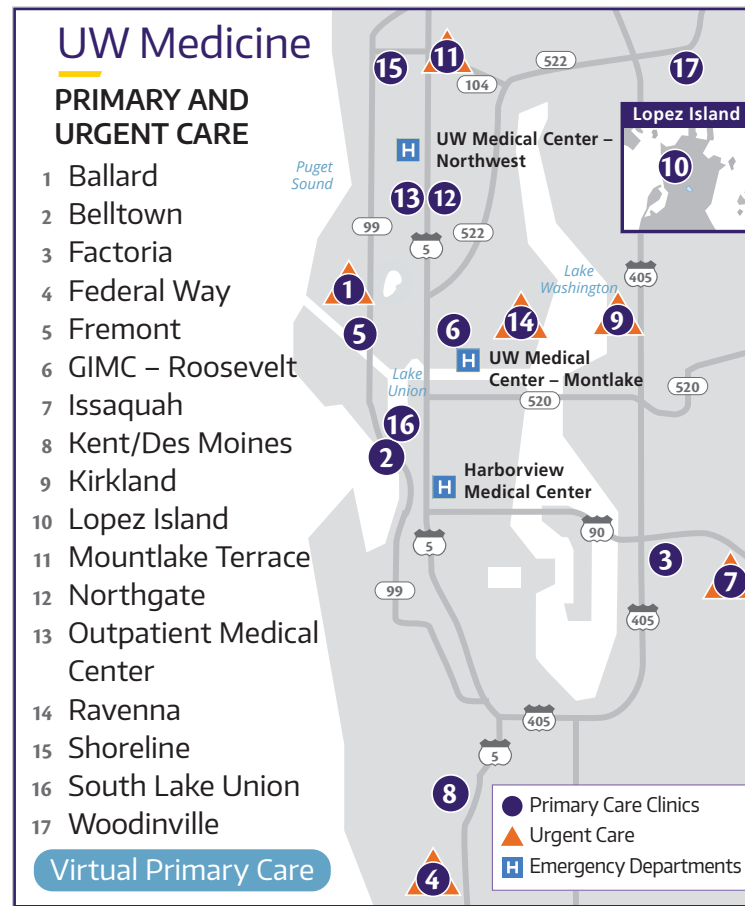 UW Medicine
PRIMARY AND
URGENT CARE
1 Ballard
2 Belltown
3 Factoria
4 Federal Way
5 Fremont
6 GIMC – Roosevelt
7 Issaquah
8 Kent/Des Moines
9 Kirkland
10 Lopez Island
11 Mountlake Terrace
12 Northgate
13 Outpatient Medical
Center
14 Ravenna
15 Shoreline
16 South Lake Union
17 Woodinville
Virtual Primary Care
15
11
17
522
104
Lopez Island
10
H
UW Medical Center –
Northwest
Puget
Sound
13
12
99
522
5
405
Lake
Washington
1
5
6
14
9
H
UW Medical
Center – Montlake
Lake
Union
520
520
16
2
H
Harborview
Medical Center
90
5
3
7
99
405
405
5
8
4
Primary Care Clinics
Urgent Care
H Emergency Departments